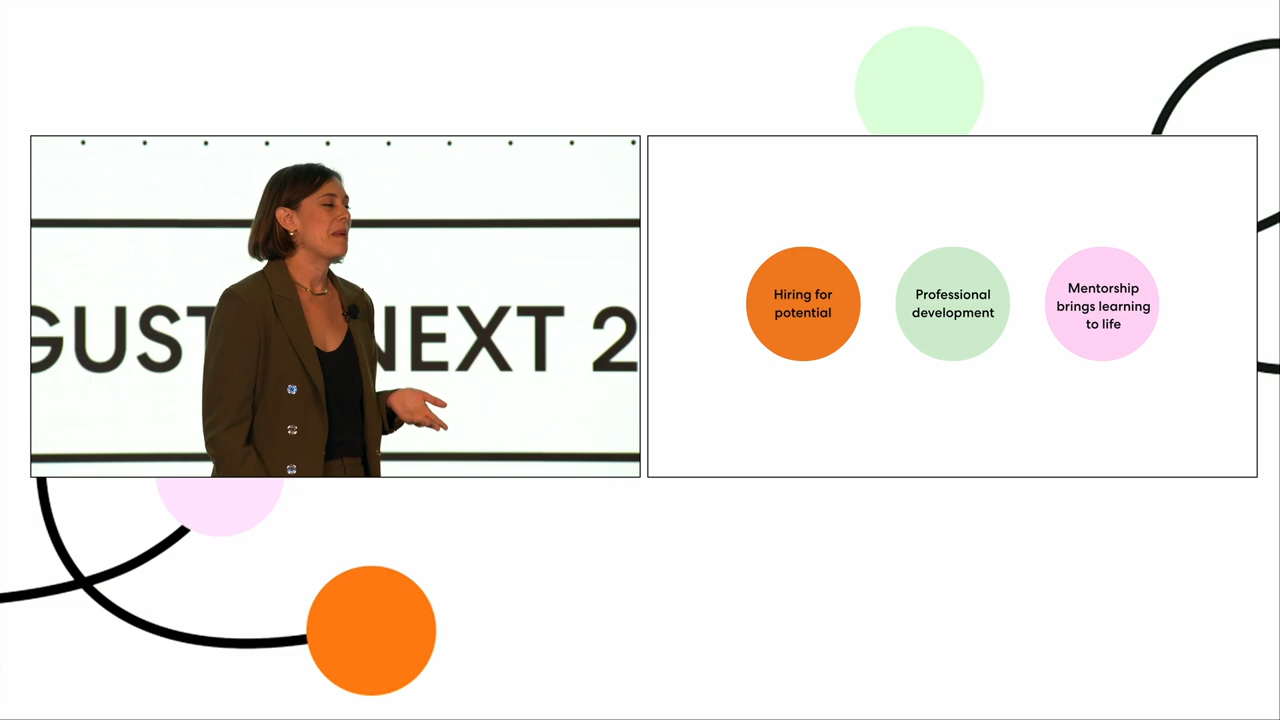 GUST
NEXT 2
Hiring for
potential
Professional
development
Mentorship
brings learning
to life